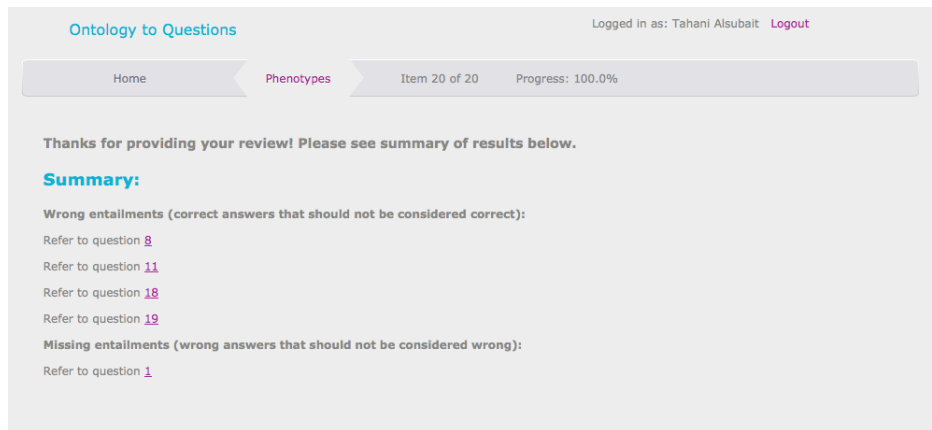 Ontology to Questions
Logged in as: Tahani Alsubait Logout
Home Phenotypes Item 20 of 20 Progress: 100.0%
Thanks for providing your review! Please see summary of results below.
Summary:
Wrong entailments (correct answers that should not be considered correct):
Refer to question 8
Refer to question 11
Refer to question 18
Refer to question 19
Missing entailments (wrong answers that should not be considered wrong):
Refer to question 1